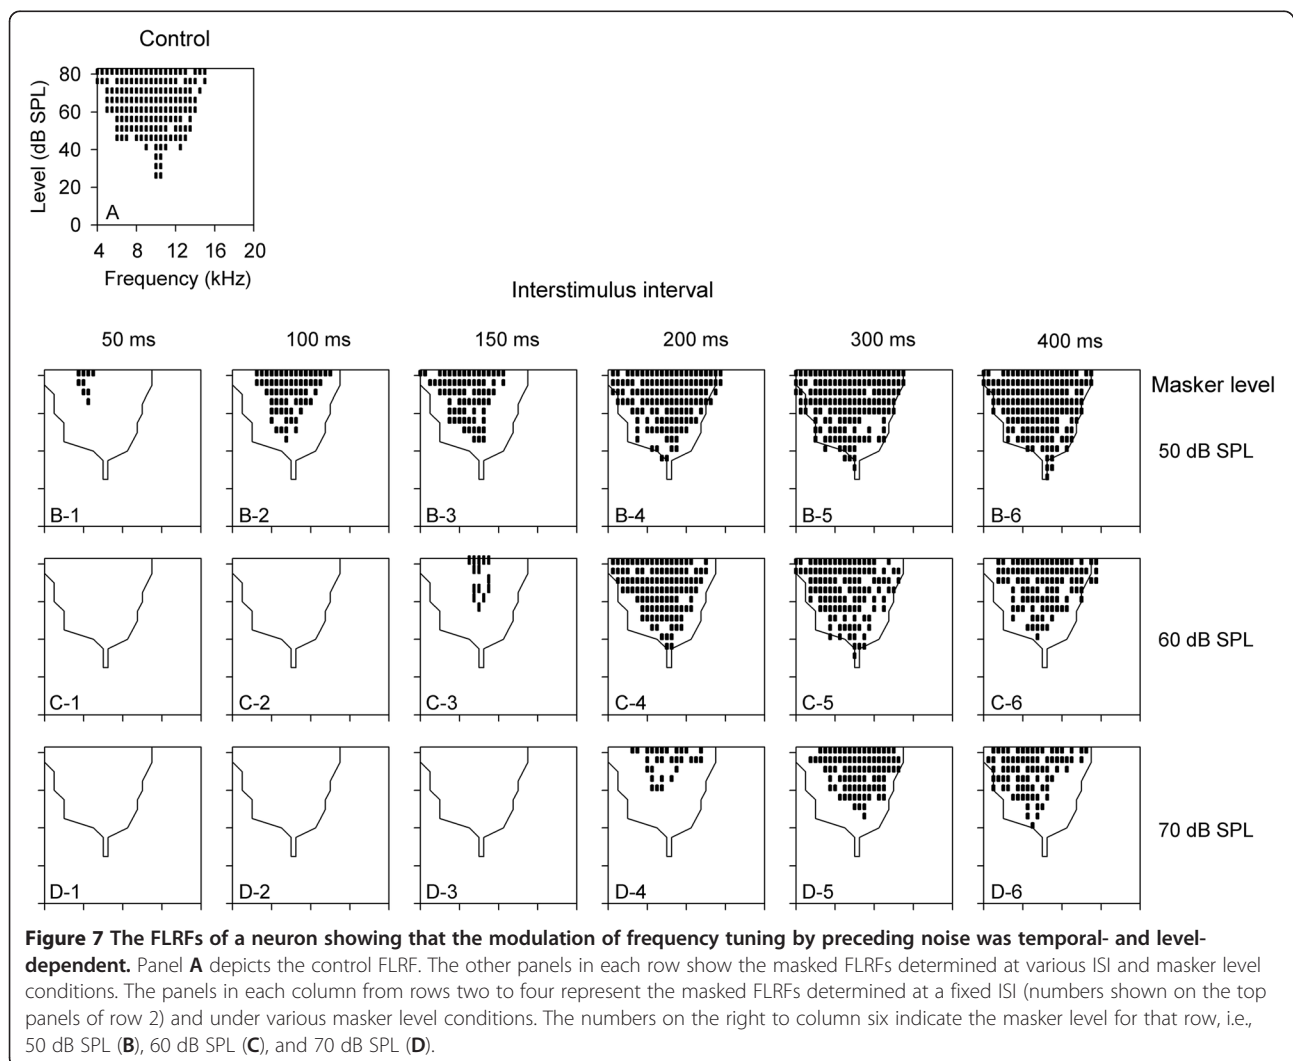 Control
80
60
40
20
0
Level (dB SPL)
A
4 8 12 16 20
Frequency (kHz)
Interstimulus interval
50 ms 100 ms 150 ms 200 ms 300 ms 400 ms
Masker level
B-1 B-2 B-3 B-4 B-5 B-6
50 dB SPL
C-1 C-2 C-3 C-4 C-5 C-6
60 dB SPL
D-1 D-2 D-3 D-4 D-5 D-6
70 dB SPL
Figure 7 The FLRFs of a neuron showing that the modulation of frequency tuning by preceding noise was temporal- and level-
dependent. Panel A depicts the control FLRF. The other panels in each row show the masked FLRFs determined at various ISI and masker level
conditions. The panels in each column from rows two to four represent the masked FLRFs determined at a fixed ISI (numbers shown on the top
panels of row 2) and under various masker level conditions. The numbers on the right to column six indicate the masker level for that row, i.e.,
50 dB SPL (B), 60 dB SPL (C), and 70 dB SPL (D).